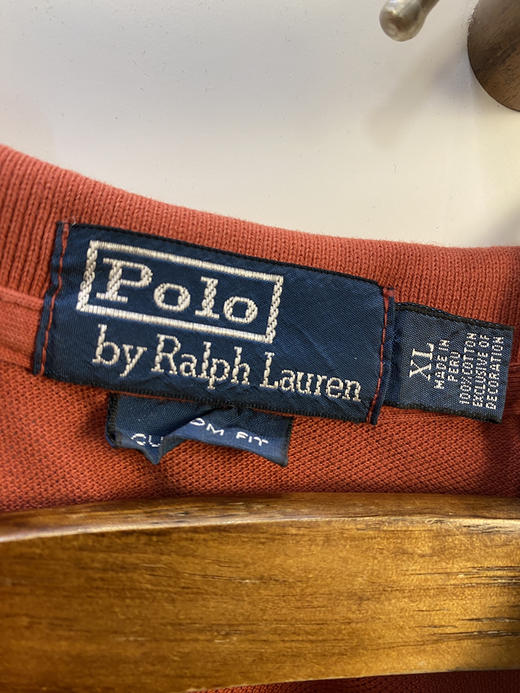 Polo
by Ralph Lauren
XL
MADE IN
PERU
100% COTTON
EXCLUSIVE OF
DECORATION
FIT